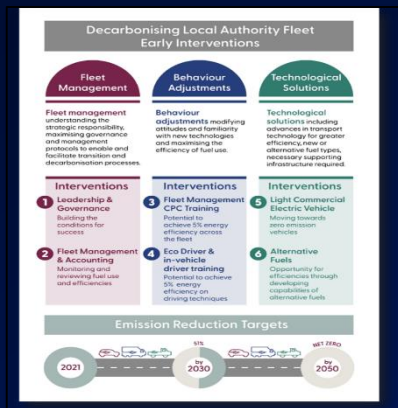 Decarbonising Local Authority Fleet
Early Interventions
Fleet
Management
Fleet management
understanding the
strategic responsibility,
maximising governance
and management
protocols to enable and
facilitate transition and
decarbonisation processes.
Interventions
1 Leadership &
Governance
Building the
conditions for
success
2 Fleet Management
& Accounting
Monitoring and
reviewing fuel use
and efficiencies
Behaviour
Adjustments
Behaviour
adjustments modifying
attitudes and familiarity
with new technologies
and maximising the
efficiency of fuel use.
Interventions
3 Fleet Management
CPC Training
Potential to
achieve 5% energy
efficiency across
the fleet
4 Eco Driver &
in-vehicle
driver training
Potential to achieve
5% energy
efficiency on
driving techniques
Technological
Solutions
Technological
solutions including
advances in transport
technology for greater
efficiency, new or
alternative fuel types,
necessary supporting
infrastructure required.
Interventions
5 Light Commercial
Electric Vehicle
Moving towards
zero emission
vehicles
6 Alternative
Fuels
Opportunity for
efficiencies through
developing
capabilities of
alternative fuels
Emission Reduction Targets
2021
51%
by
2030
NET ZERO
by
2050